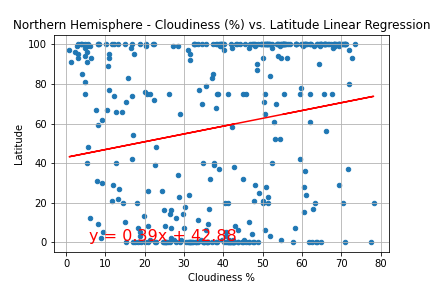 Northern Hemisphere - Cloudiness (%) vs. Latitude Linear Regression
100
80
60
40
20
0
Latitude
y = 0.39x + 42.88
0 10 20 30 40 50 60 70 80
Cloudiness %